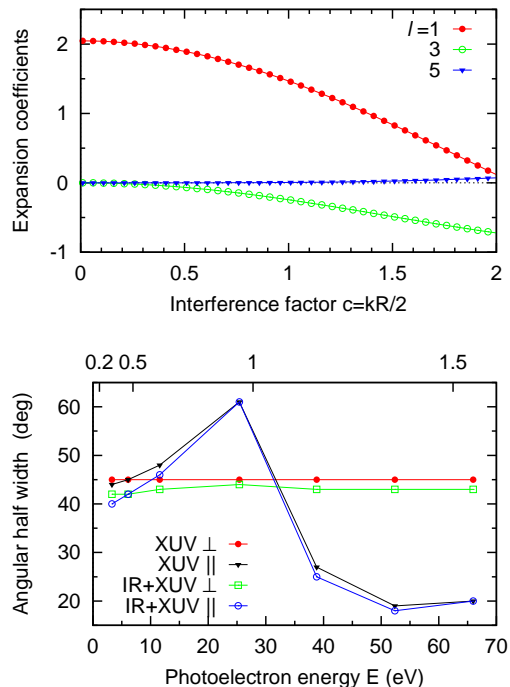 Expansion coefficients
2
1
0
-1
l=1
3
5
0
0.5
1
1.5
2
Interference factor c=kR/2
0.2 0.5 1 1.5
Angular half width (deg)
60
50
40
30
20
XUV ⊥
XUV ||
IR+XUV ⊥
IR+XUV ||
0 10 20 30 40 50 60 70
Photoelectron energy E (eV)